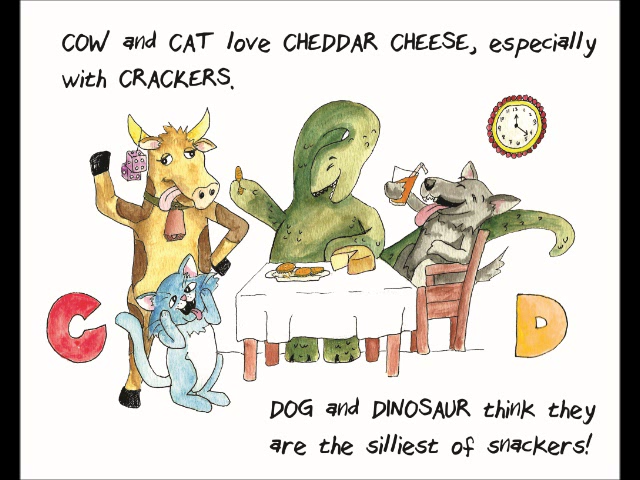 COW and CAT love CHEDDAR CHEESE, especially
with CRACKERS.
C
D
DOG and DINOSAUR think they
are the silliest of snackers!